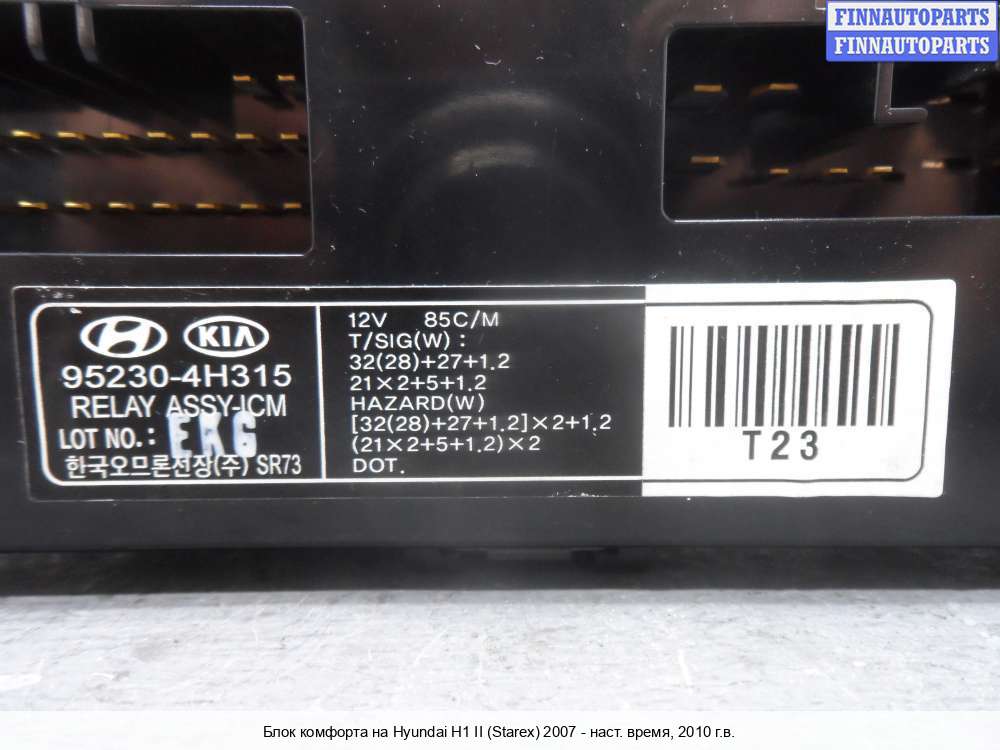 FINNAUTOPARTS
FINNAUTOPARTS
KIA
95230-4H315
RELAY ASSY-ICM
LOT NO.: EK6
한국오므론전장(주) SR73
12V 85C/M
T/SIG(W) :
32(28)+27+1.2
21×2+5+1.2
HAZARD(W)
[32(28)+27+1.2]×2+1.2
(21×2+5+1.2)×2
DOT.
T23
Блок комфорта на Hyundai H1 II (Starex) 2007 - наст. время, 2010 г.в.